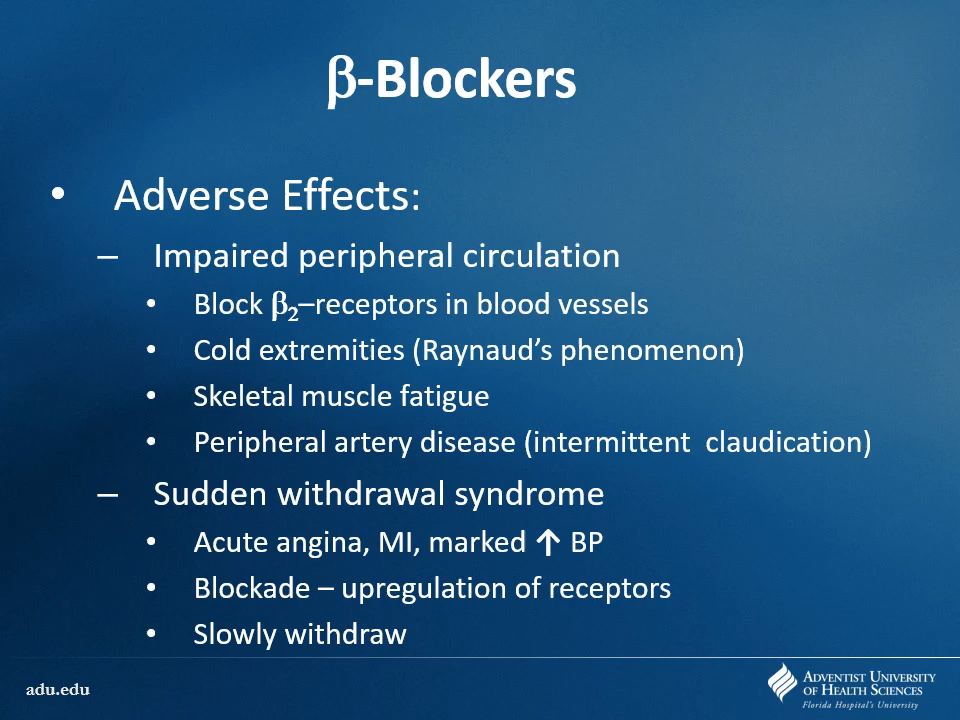 β-Blockers
• Adverse Effects:
– Impaired peripheral circulation
• Block β₂–receptors in blood vessels
• Cold extremities (Raynaud’s phenomenon)
• Skeletal muscle fatigue
• Peripheral artery disease (intermittent  claudication)
– Sudden withdrawal syndrome
• Acute angina, MI, marked ↑ BP
• Blockade – upregulation of receptors
• Slowly withdraw
adu.edu
ADVENTIST UNIVERSITY
OF HEALTH SCIENCES
Florida Hospital's University